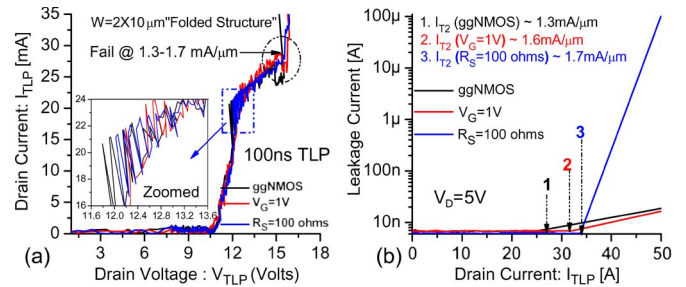 W=2X10 μm"Folded Structure"
Fail @ 1.3-1.7 mA/μm
Drain Current: I_TLP [mA]
35
30
25
20
15
10
5
0
24
22
20
18
16
11.6 12.0 12.4 12.8 13.2 13.6
Zoomed
100ns TLP
ggNMOS
V_G=1V
R_S=100 ohms
3 6 9 12 15 18
(a)
Drain Voltage : V_TLP (Volts)
Leakage Current [A]
100μ
10μ
1μ
100n
10n
1. I_T2 (ggNMOS) ~ 1.3mA/μm
2. I_T2 (V_G=1V) ~ 1.6mA/μm
3. I_T2 (R_S=100 ohms) ~ 1.7mA/μm
ggNMOS
V_G=1V
R_S=100 ohms
V_D=5V
1
2
3
0 10 20 30 40 50
(b)
Drain Current: I_TLP [A]